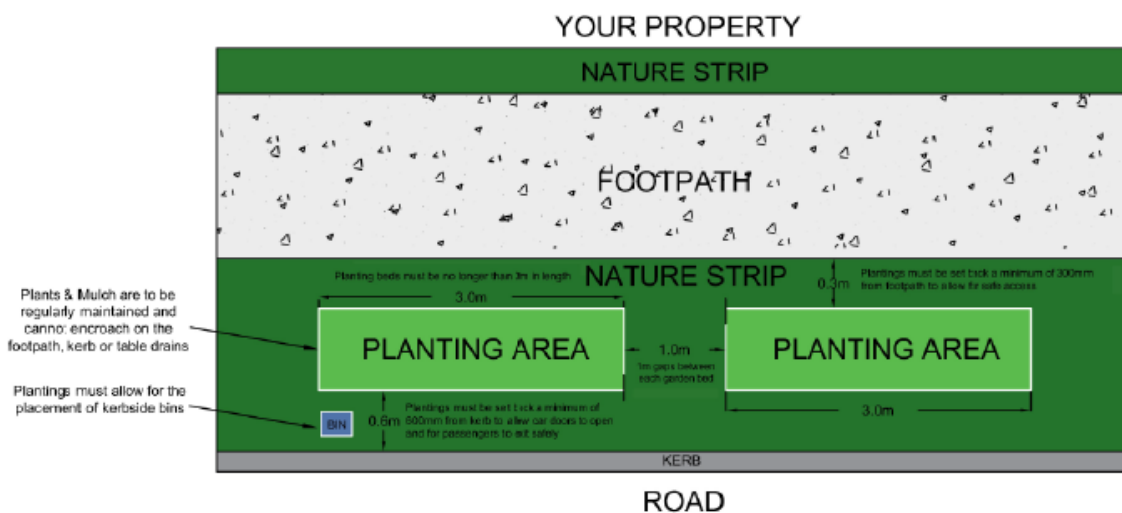 YOUR PROPERTY
NATURE STRIP
FOOTPATH
Planting beds must be no longer than 3m in length
NATURE STRIP
0.3m
Plantings must be set back a minimum of 300mm
from footpath to allow for safe access
Plants & Mulch are to be
regularly maintained and
cannot encroach on the
footpath, kerb or table drains
3.0m
PLANTING AREA
1.0m
1m gaps between
each garden bed
PLANTING AREA
3.0m
Plantings must allow for the
placement of kerbside bins
BIN
0.6m
Plantings must be set back a minimum of
600mm from kerb to allow car doors to open
and for passengers to exit safely
KERB
ROAD